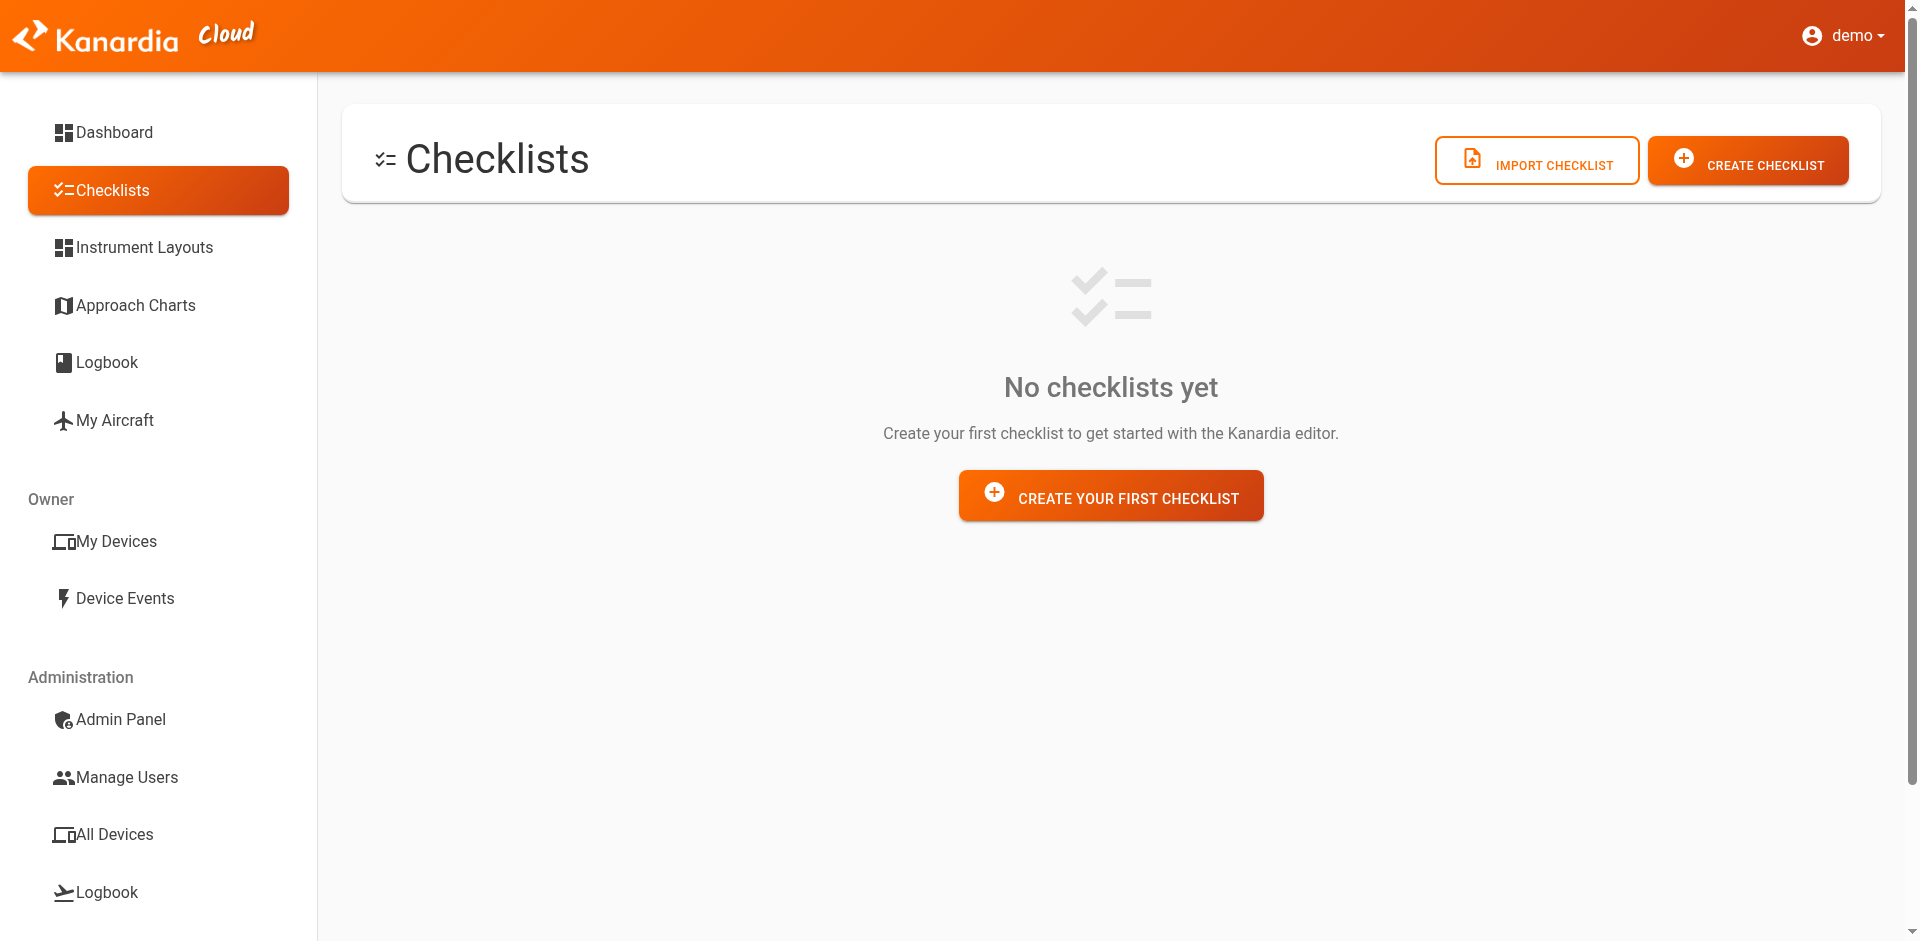 Kanardia Cloud
demo
Dashboard
Checklists
Instrument Layouts
Approach Charts
Logbook
My Aircraft
Owner
My Devices
Device Events
Administration
Admin Panel
Manage Users
All Devices
Logbook
Checklists
IMPORT CHECKLIST
CREATE CHECKLIST
No checklists yet
Create your first checklist to get started with the Kanardia editor.
CREATE YOUR FIRST CHECKLIST